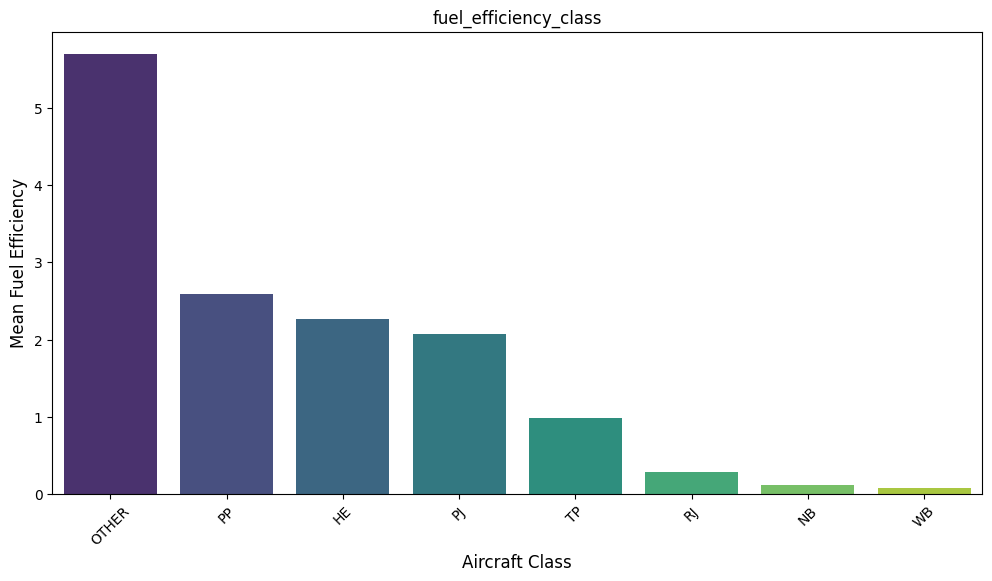 fuel_efficiency_class
Mean Fuel Efficiency
5
4
3
2
1
0
OTHER
PP
HE
PJ
TP
RJ
NB
WB
Aircraft Class